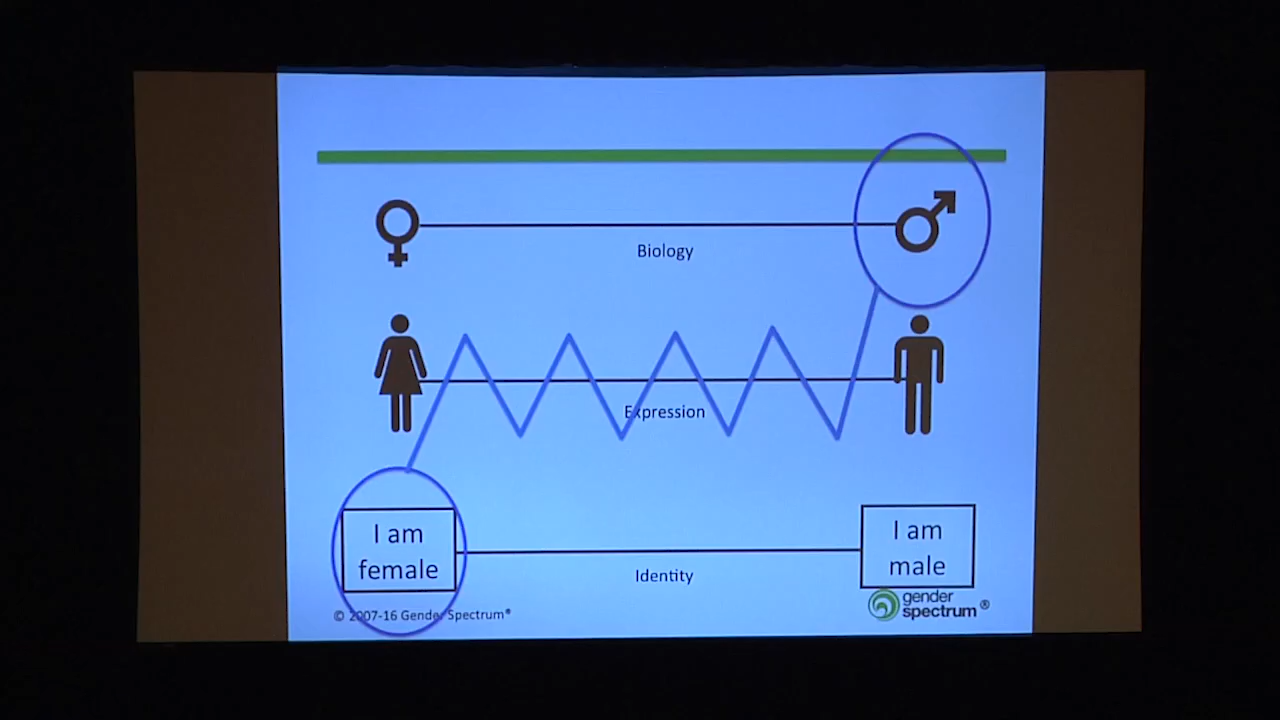 Biology
Expression
I am
female
I am
male
Identity
© 2007-16 Gender Spectrum®
gender
spectrum®